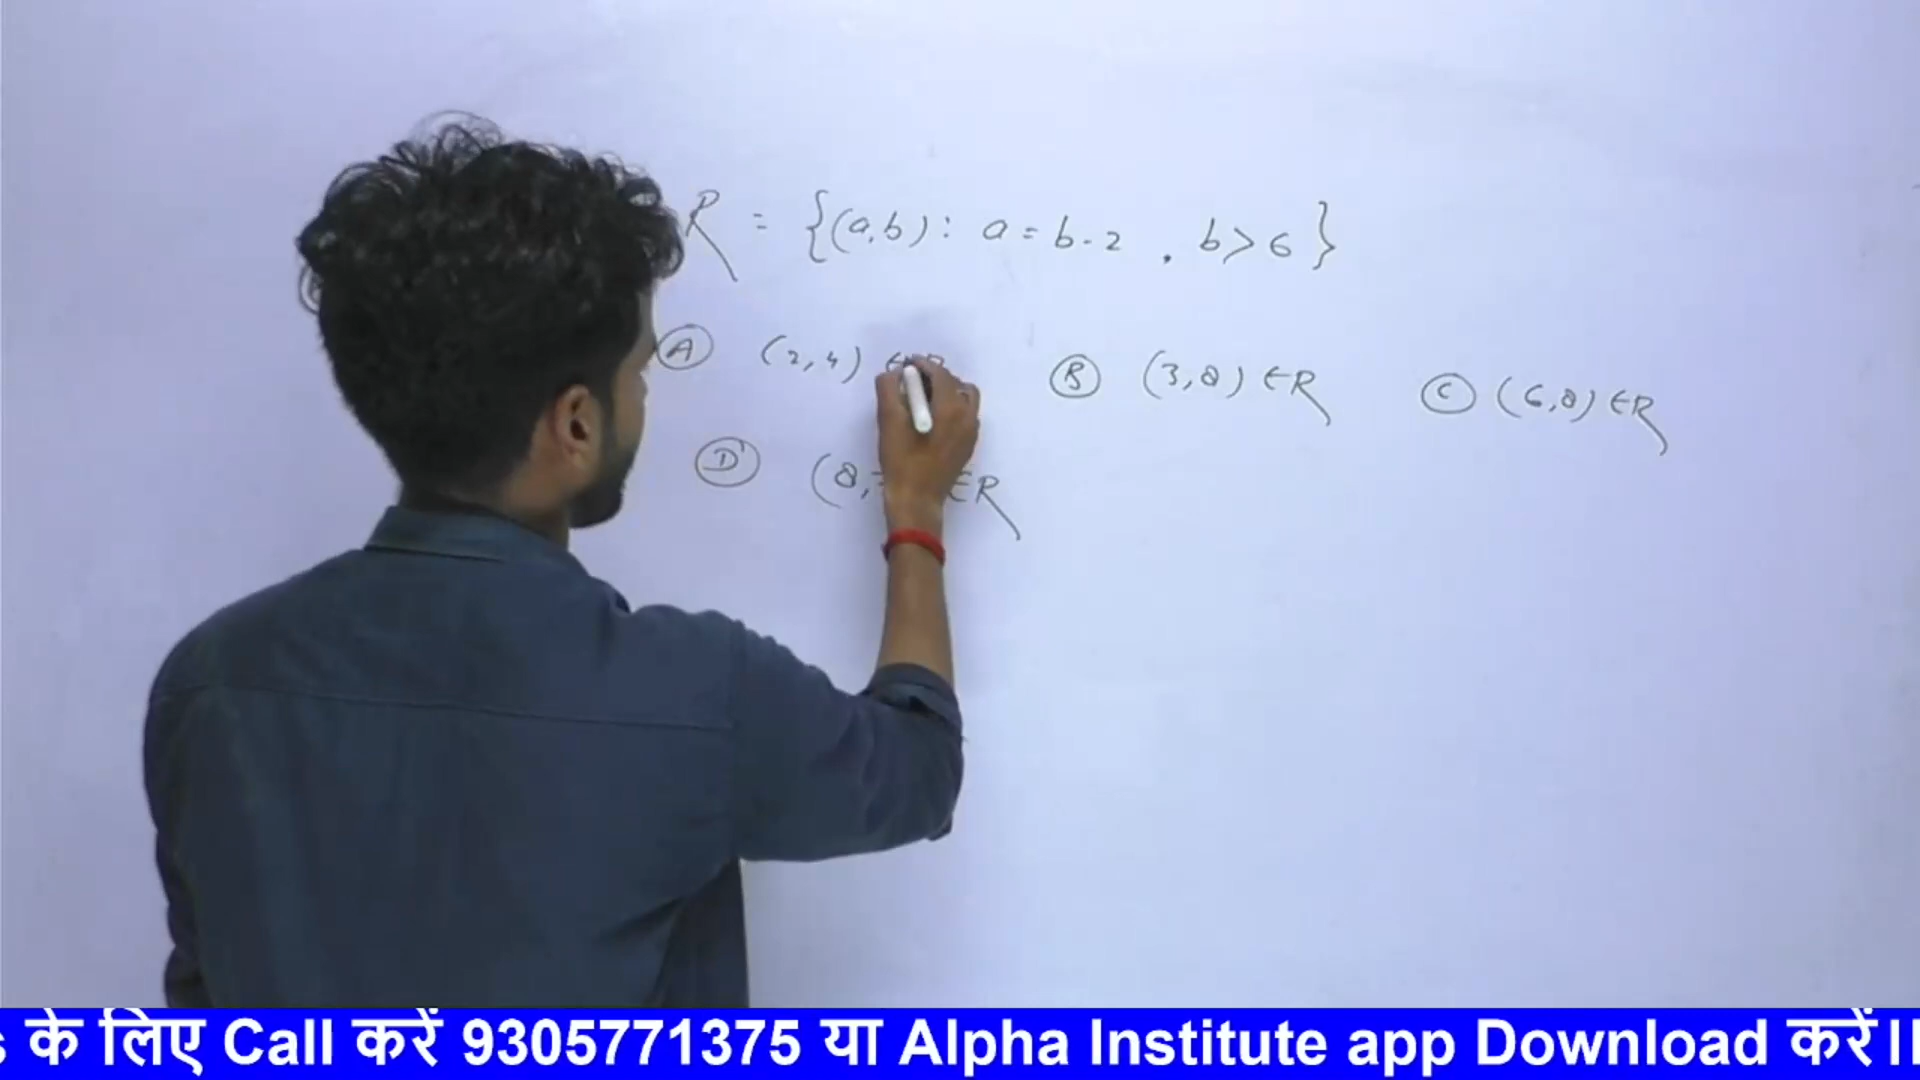 R = {(a,b): a = b - 2 , b > 6}
A (2,4) ∈ R B (3,8) ∈ R C (6,8) ∈ R
D (8, ∈ R
के लिए Call करें 9305771375 या Alpha Institute app Download करें।